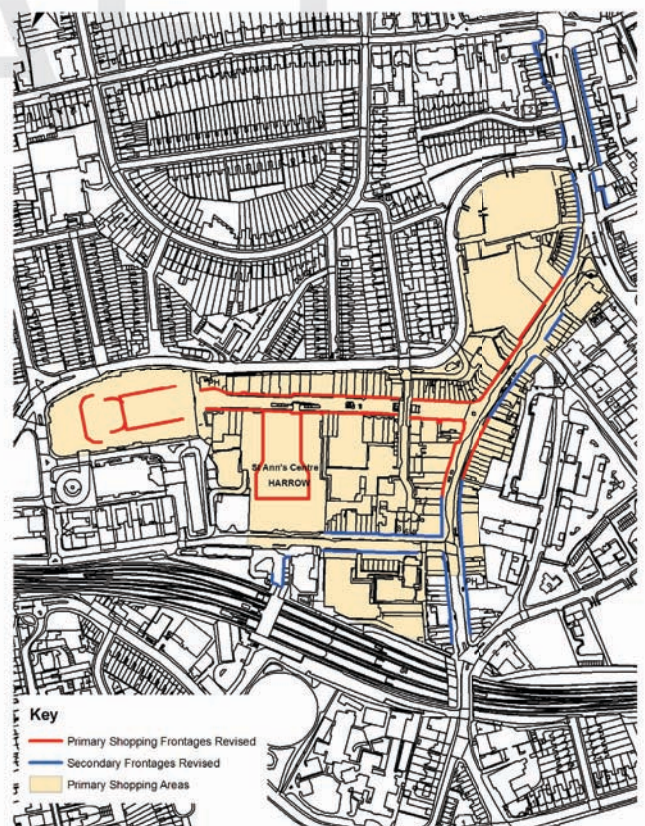 PH
St Ann's Centre
HARROW
PH
Key
Primary Shopping Frontages Revised
Secondary Frontages Revised
Primary Shopping Areas